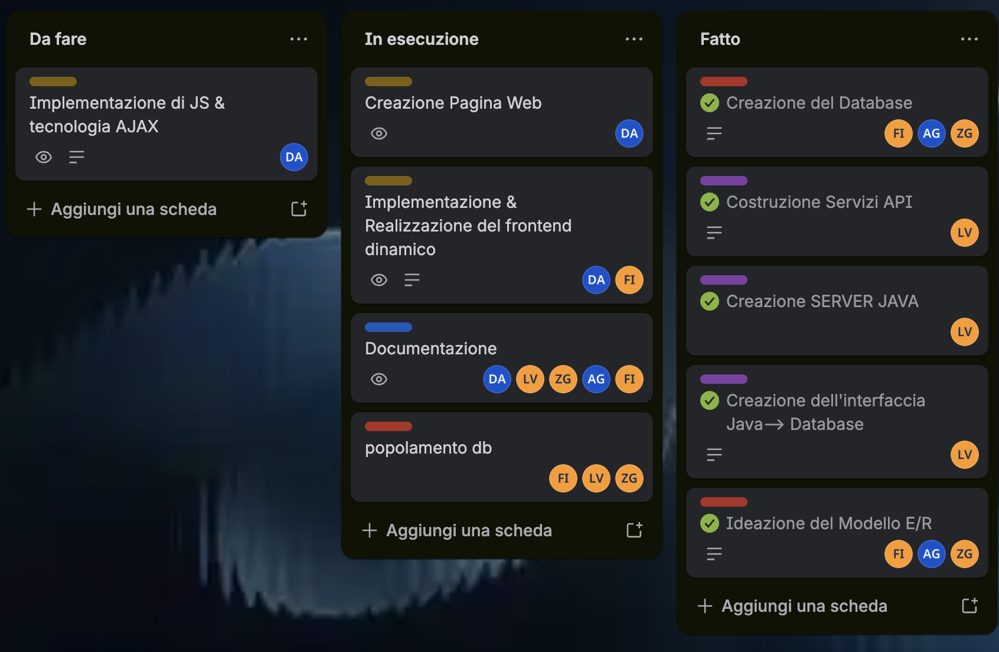 Da fare
Implementazione di JS &
tecnologia AJAX
DA
Aggiungi una scheda
In esecuzione
Creazione Pagina Web
DA
Implementazione &
Realizzazione del frontend
dinamico
DA FI
Documentazione
DA LV ZG AG FI
popolamento db
FI LV ZG
Aggiungi una scheda
Fatto
Creazione del Database
FI AG ZG
Costruzione Servizi API
LV
Creazione SERVER JAVA
LV
Creazione dell'interfaccia
Java--> Database
LV
Ideazione del Modello E/R
FI AG ZG
Aggiungi una scheda